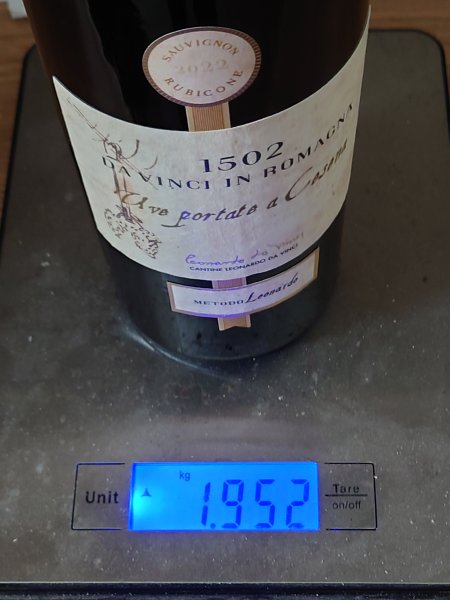 SAUVIGNON
2022
RUBICONE
1502
DA VINCI IN ROMAGNA
Uve portate a Cesena
Leonardo da Vinci
CANTINE LEONARDO DA VINCI
METODO Leonardo
kg
Unit
1.952
Tare
on/off